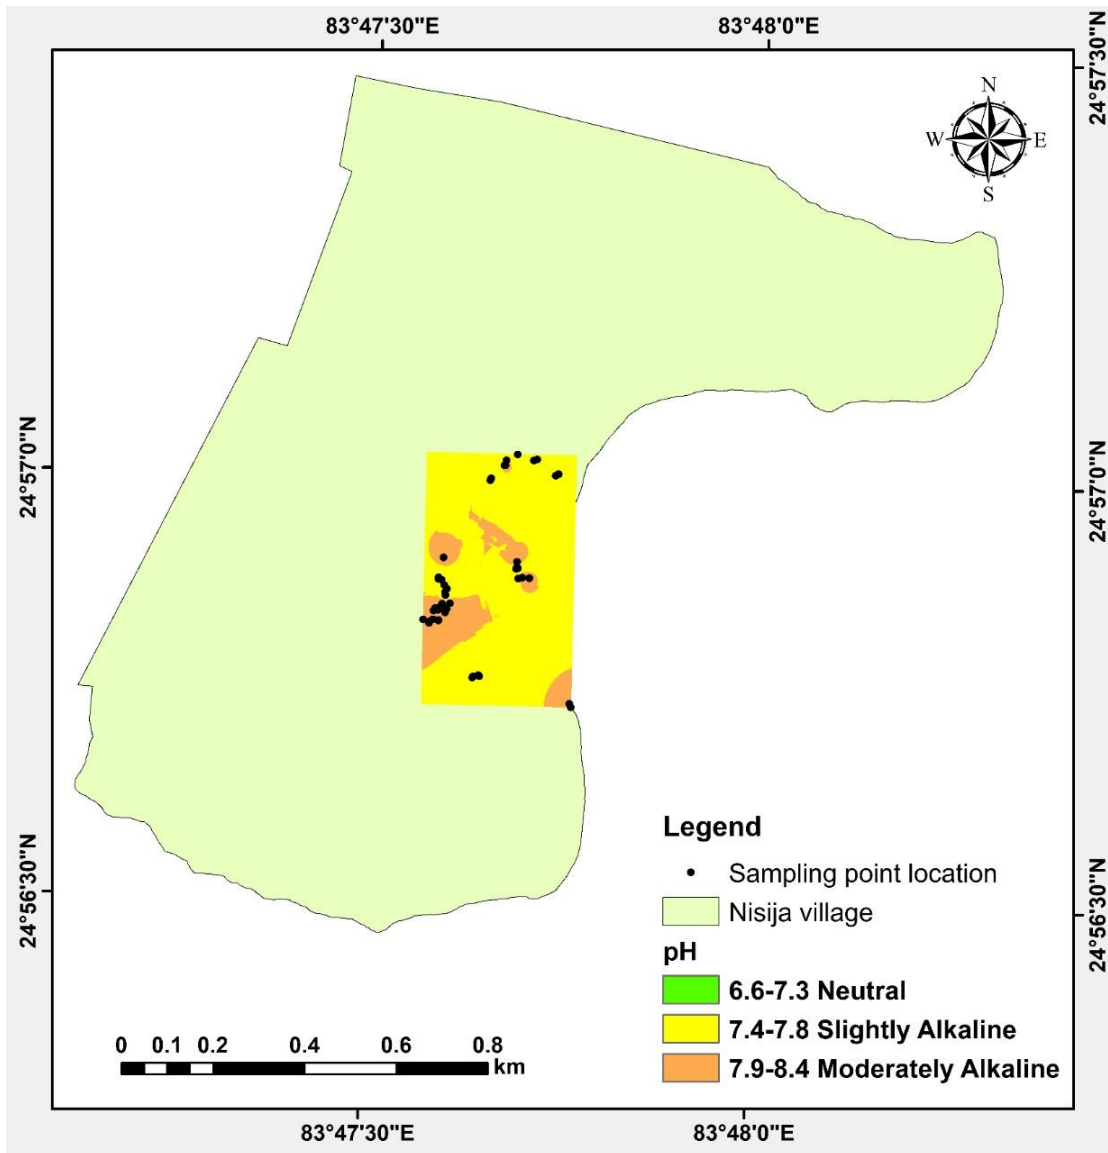 83°47'30"E
83°48'0"E
24°57'30"N
N
W
E
S
24°57'0"N
24°57'0"N
Legend
Sampling point location
Nisija village
pH
6.6-7.3 Neutral
7.4-7.8 Slightly Alkaline
7.9-8.4 Moderately Alkaline
24°56'30"N
24°56'30"N
0 0.1 0.2 0.4 0.6 0.8
km
83°47'30"E
83°48'0"E